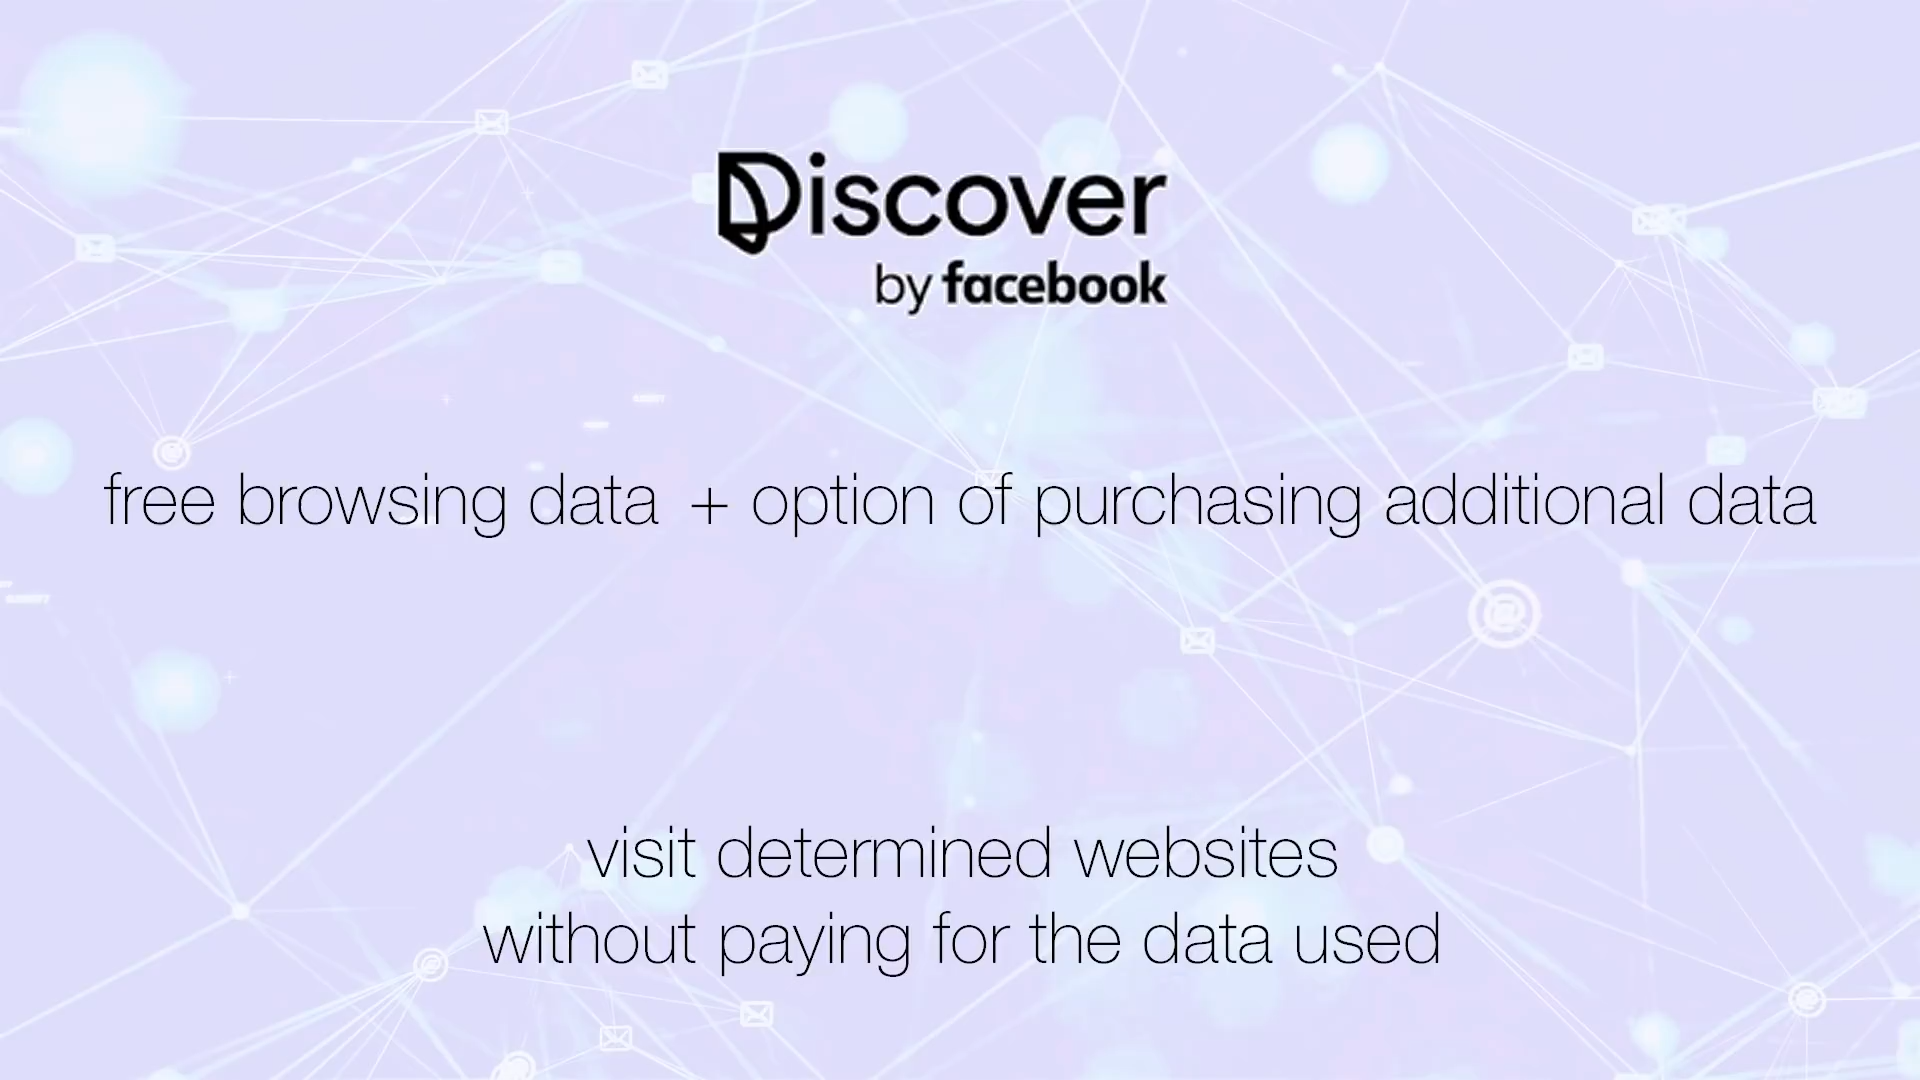 Discover
by facebook
free browsing data + option of purchasing additional data
visit determined websites
without paying for the data used